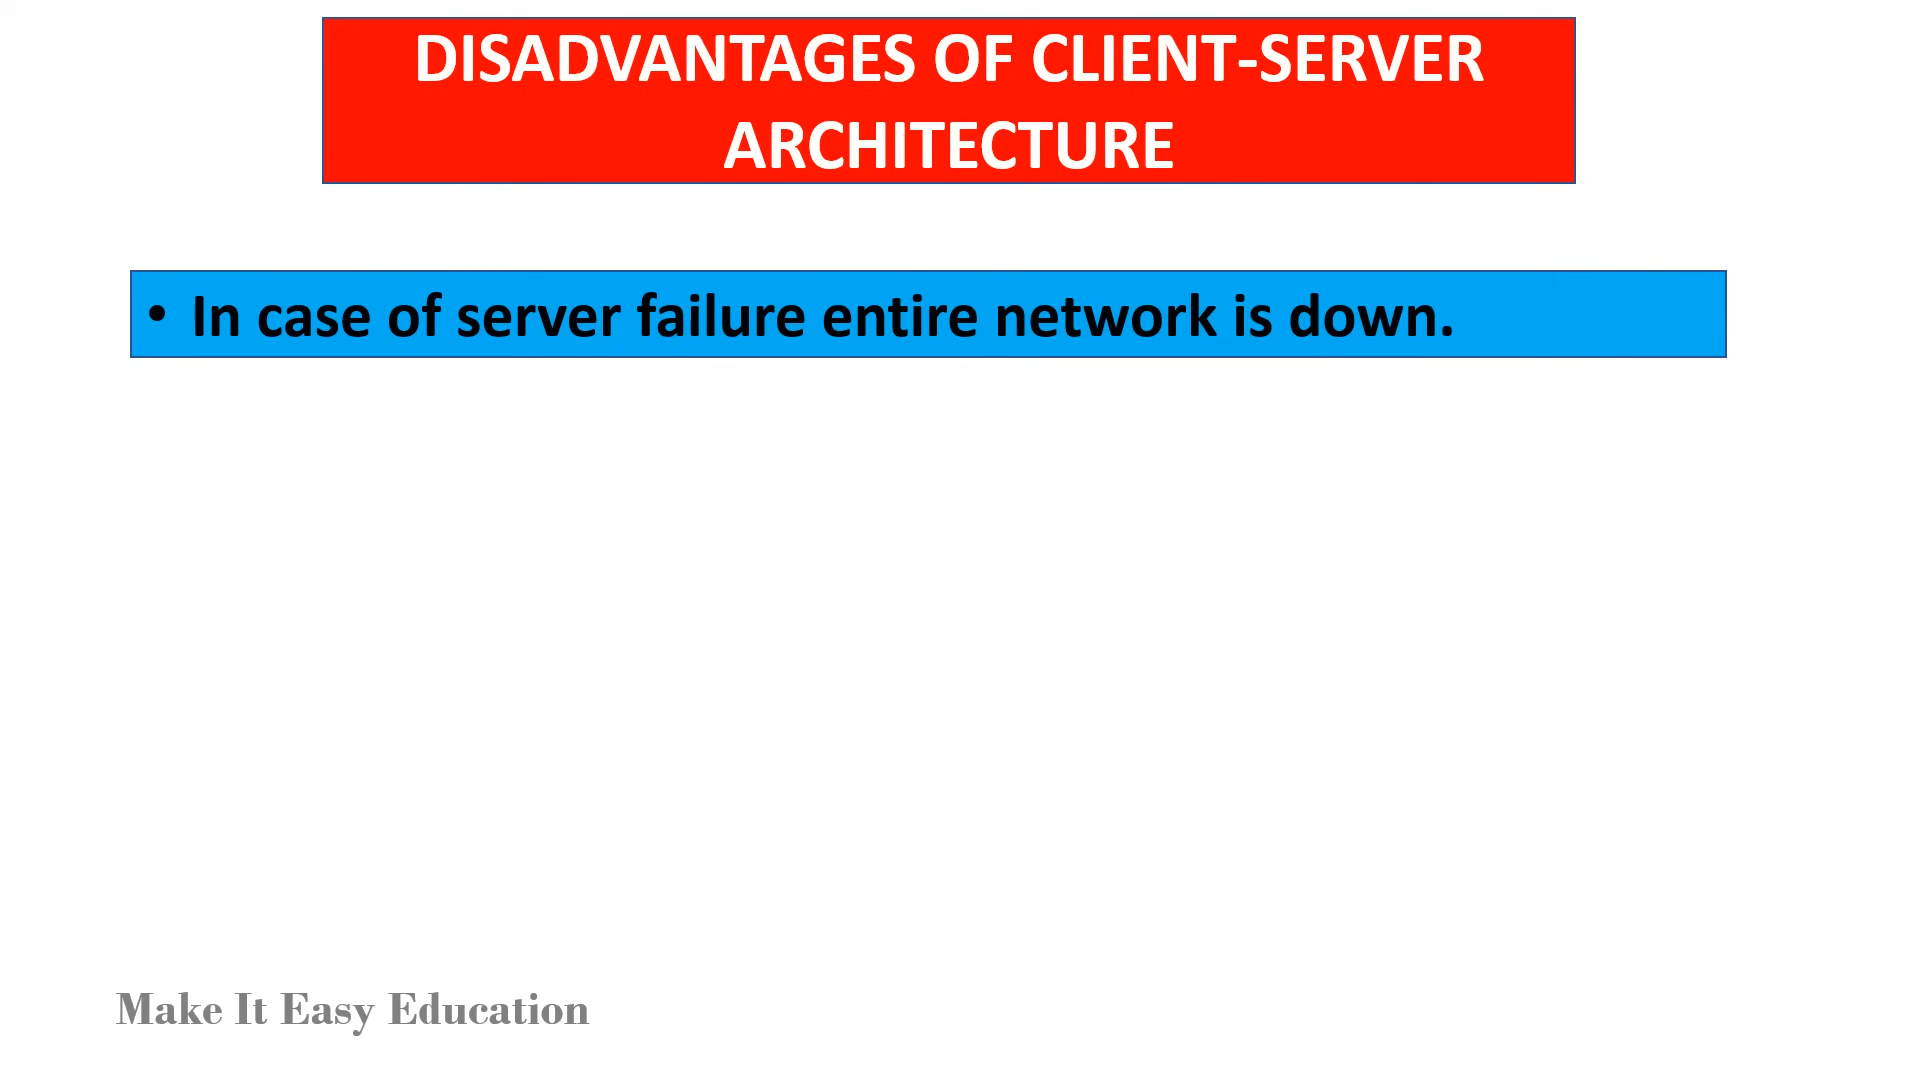 DISADVANTAGES OF CLIENT-SERVER
ARCHITECTURE
• In case of server failure entire network is down.
Make It Easy Education